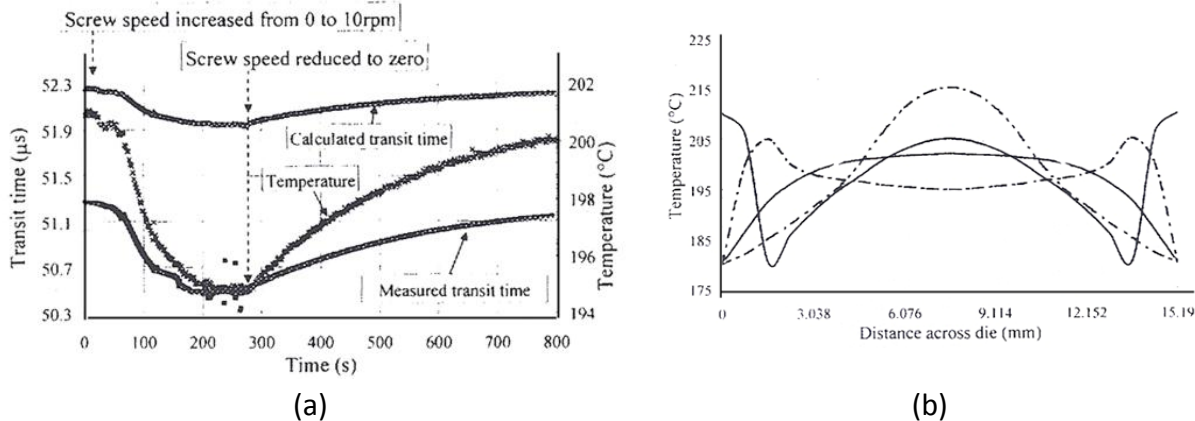 Screw speed increased from 0 to 10rpm
Screw speed reduced to zero
52.3
51.9
51.5
51.1
50.7
50.3
Transit time (μs)
202
200
198
196
194
Temperature (°C)
Calculated transit time
Temperature
Measured transit time
0 100 200 300 400 500 600 700 800
Time (s)
(a)
225
215
205
195
185
175
Temperature (°C)
0 3.038 6.076 9.114 12.152 15.19
Distance across die (mm)
(b)